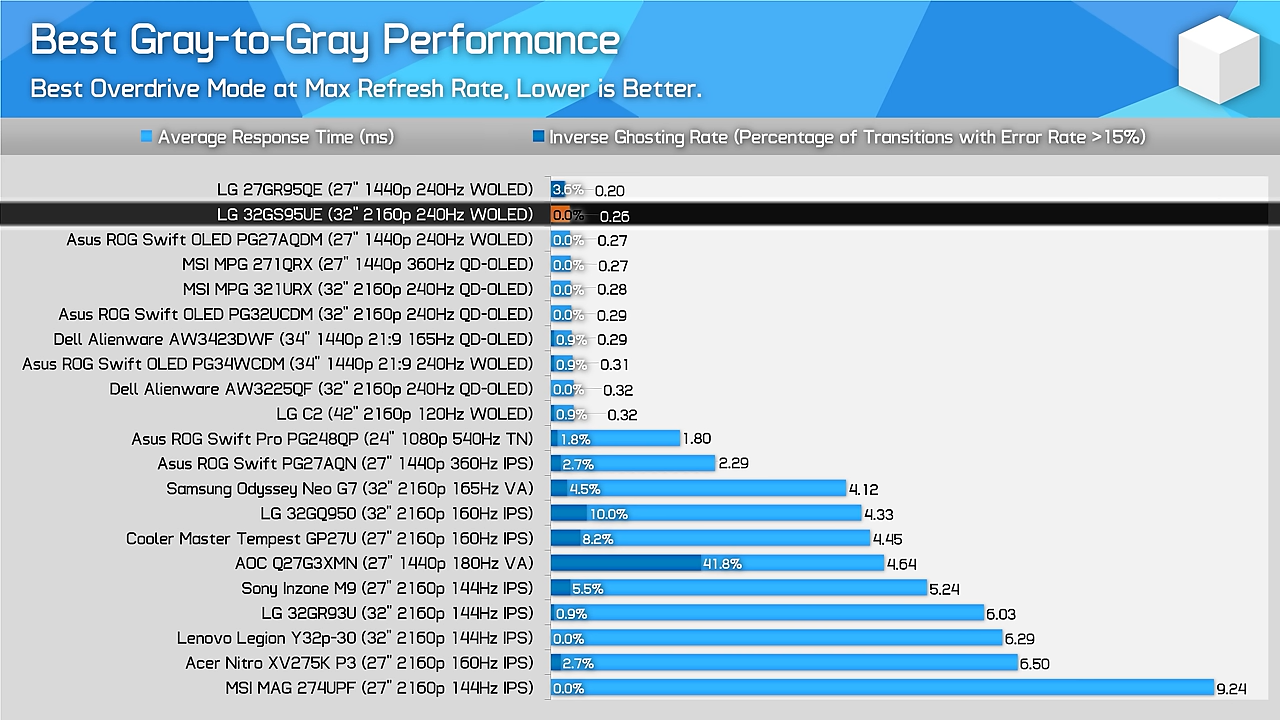 Best Gray-to-Gray Performance
Best Overdrive Mode at Max Refresh Rate, Lower is Better.
Average Response Time (ms) Inverse Ghosting Rate (Percentage of Transitions with Error Rate >15%)
LG 27GR95QE (27" 1440p 240Hz WOLED) 3.6% 0.20
LG 32GS95UE (32" 2160p 240Hz WOLED) 0.0% 0.26
Asus ROG Swift OLED PG27AQDM (27" 1440p 240Hz WOLED) 0.0% 0.27
MSI MPG 271QRX (27" 1440p 360Hz QD-OLED) 0.0% 0.27
MSI MPG 321URX (32" 2160p 240Hz QD-OLED) 0.0% 0.28
Asus ROG Swift OLED PG32UCDM (32" 2160p 240Hz QD-OLED) 0.0% 0.29
Dell Alienware AW3423DWF (34" 1440p 21:9 165Hz QD-OLED) 0.9% 0.29
Asus ROG Swift OLED PG34WCDM (34" 1440p 21:9 240Hz WOLED) 0.9% 0.31
Dell Alienware AW3225QF (32" 2160p 240Hz QD-OLED) 0.0% 0.32
LG C2 (42" 2160p 120Hz WOLED) 0.9% 0.32
Asus ROG Swift Pro PG248QP (24" 1080p 540Hz TN) 1.8% 1.80
Asus ROG Swift PG27AQN (27" 1440p 360Hz IPS) 2.7% 2.29
Samsung Odyssey Neo G7 (32" 2160p 165Hz VA) 4.5% 4.12
LG 32GQ950 (32" 2160p 160Hz IPS) 10.0% 4.33
Cooler Master Tempest GP27U (27" 2160p 160Hz IPS) 8.2% 4.45
AOC Q27G3XMN (27" 1440p 180Hz VA) 41.8% 4.64
Sony Inzone M9 (27" 2160p 144Hz IPS) 5.5% 5.24
LG 32GR93U (32" 2160p 144Hz IPS) 0.9% 6.03
Lenovo Legion Y32p-30 (32" 2160p 144Hz IPS) 0.0% 6.29
Acer Nitro XV275K P3 (27" 2160p 160Hz IPS) 2.7% 6.50
MSI MAG 274UPF (27" 2160p 144Hz IPS) 0.0% 9.24